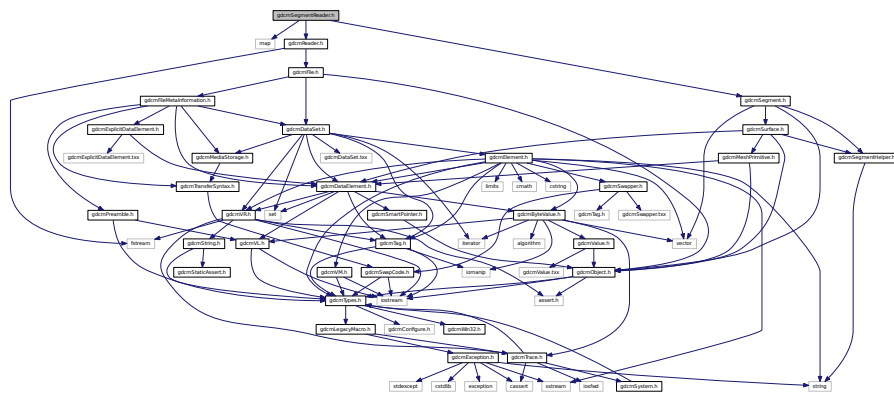 gdcmSegmentReader.h
map
gdcmReader.h
gdcmFile.h
gdcmFileMetaInformation.h
gdcmSegment.h
gdcmExplicitDataElement.h
gdcmDataSet.h
gdcmSurface.h
gdcmExplicitDataElement.txx
gdcmMediaStorage.h
gdcmDataSet.txx
gdcmElement.h
gdcmMeshPrimitive.h
gdcmSegmentHelper.h
gdcmTransferSyntax.h
gdcmDataElement.h
limits
cmath
cstring
gdcmSwapper.h
gdcmPreamble.h
gdcmVR.h
set
gdcmSmartPointer.h
gdcmByteValue.h
gdcmTag.h
gdcmSwapper.txx
fstream
gdcmString.h
gdcmVL.h
gdcmTag.h
iterator
algorithm
gdcmValue.h
vector
gdcmStaticAssert.h
gdcmVM.h
gdcmSwapCode.h
iomanip
gdcmValue.txx
gdcmObject.h
gdcmTypes.h
iostream
assert.h
gdcmLegacyMacro.h
gdcmConfigure.h
gdcmWin32.h
gdcmException.h
gdcmTrace.h
stdexcept
cstdlib
exception
cassert
sstream
iosfwd
gdcmSystem.h
string